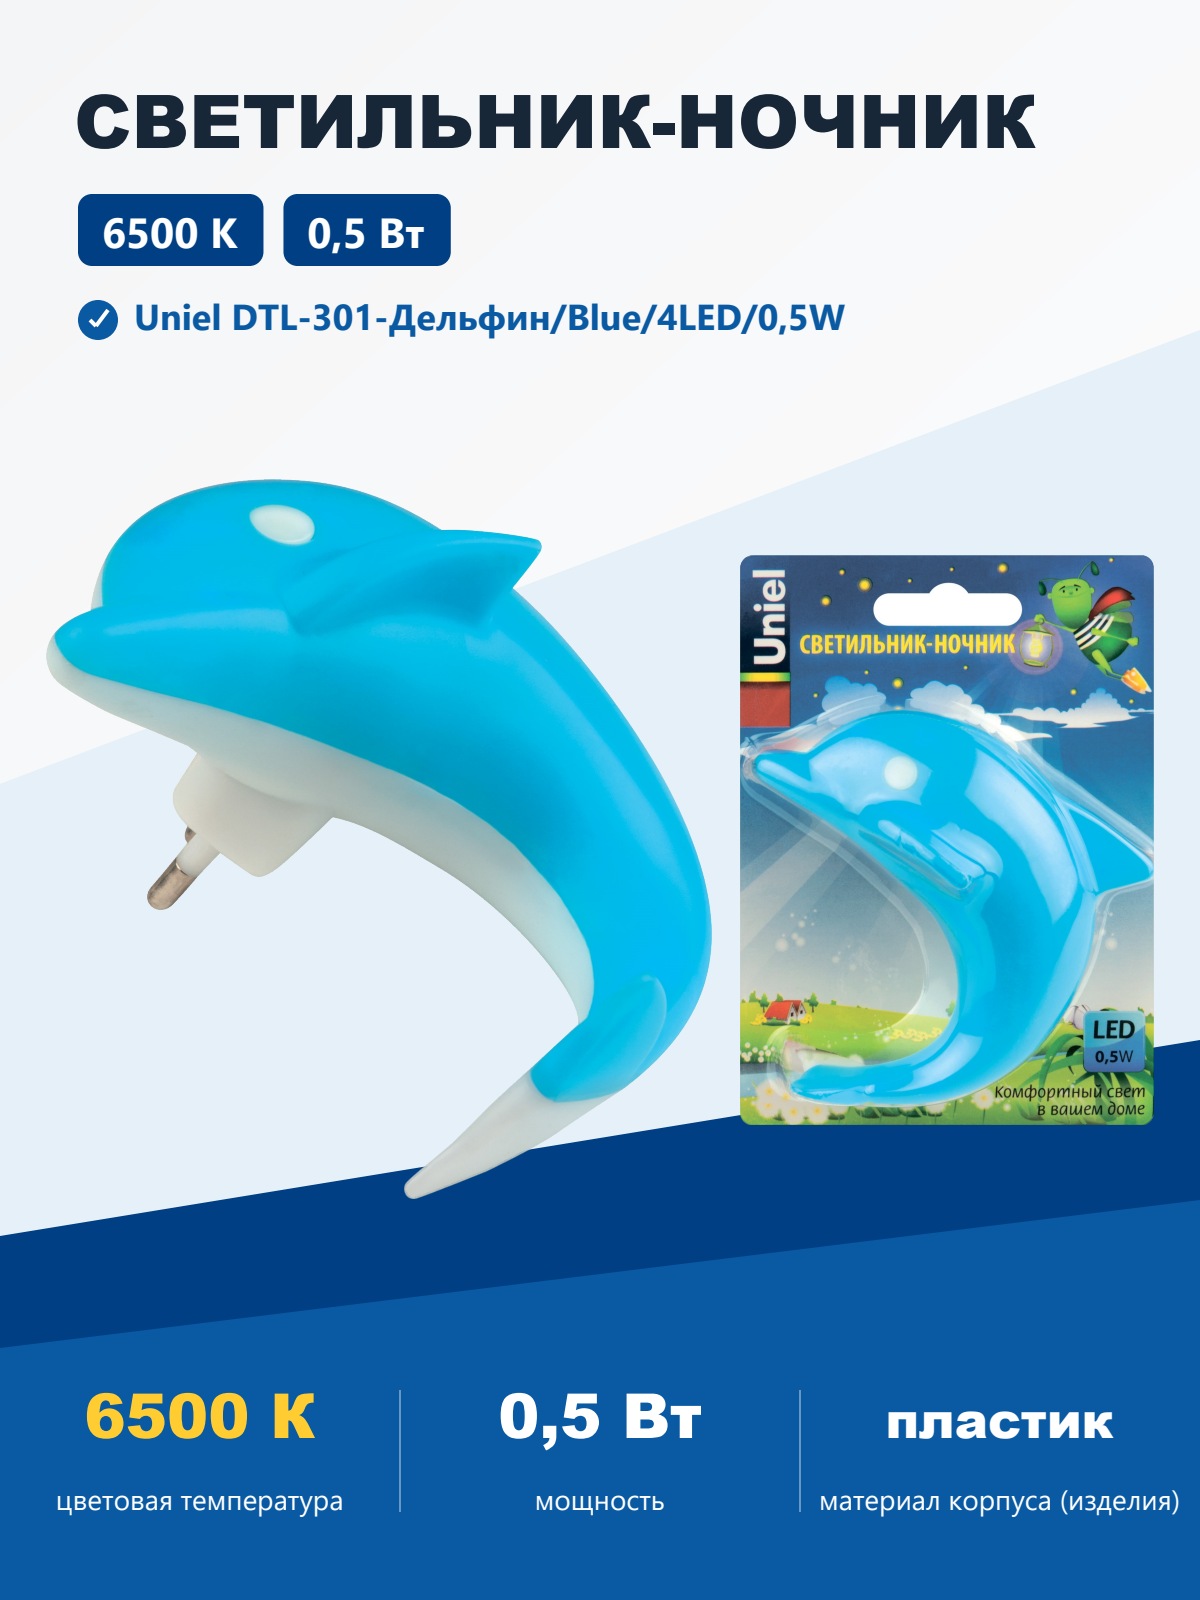 СВЕТИЛЬНИК-НОЧНИК
6500 К
0,5 Вт
Uniel DTL-301-Дельфин/Blue/4LED/0,5W
Uniel
СВЕТИЛЬНИК-НОЧНИК
LED
0,5W
Комфортный свет
в вашем доме
6500 К
цветовая температура
0,5 Вт
мощность
пластик
материал корпуса (изделия)